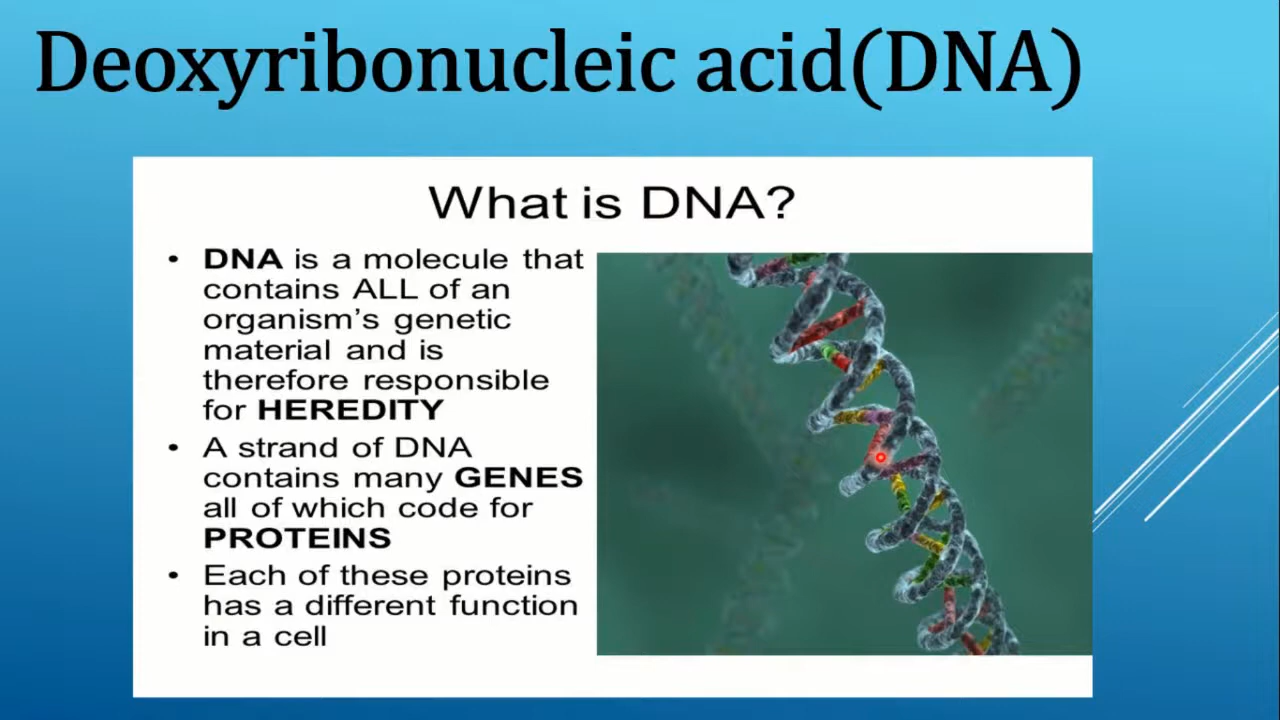 Deoxyribonucleic acid(DNA)
What is DNA?
• DNA is a molecule that
contains ALL of an
organism's genetic
material and is
therefore responsible
for HEREDITY
• A strand of DNA
contains many GENES
all of which code for
PROTEINS
• Each of these proteins
has a different function
in a cell